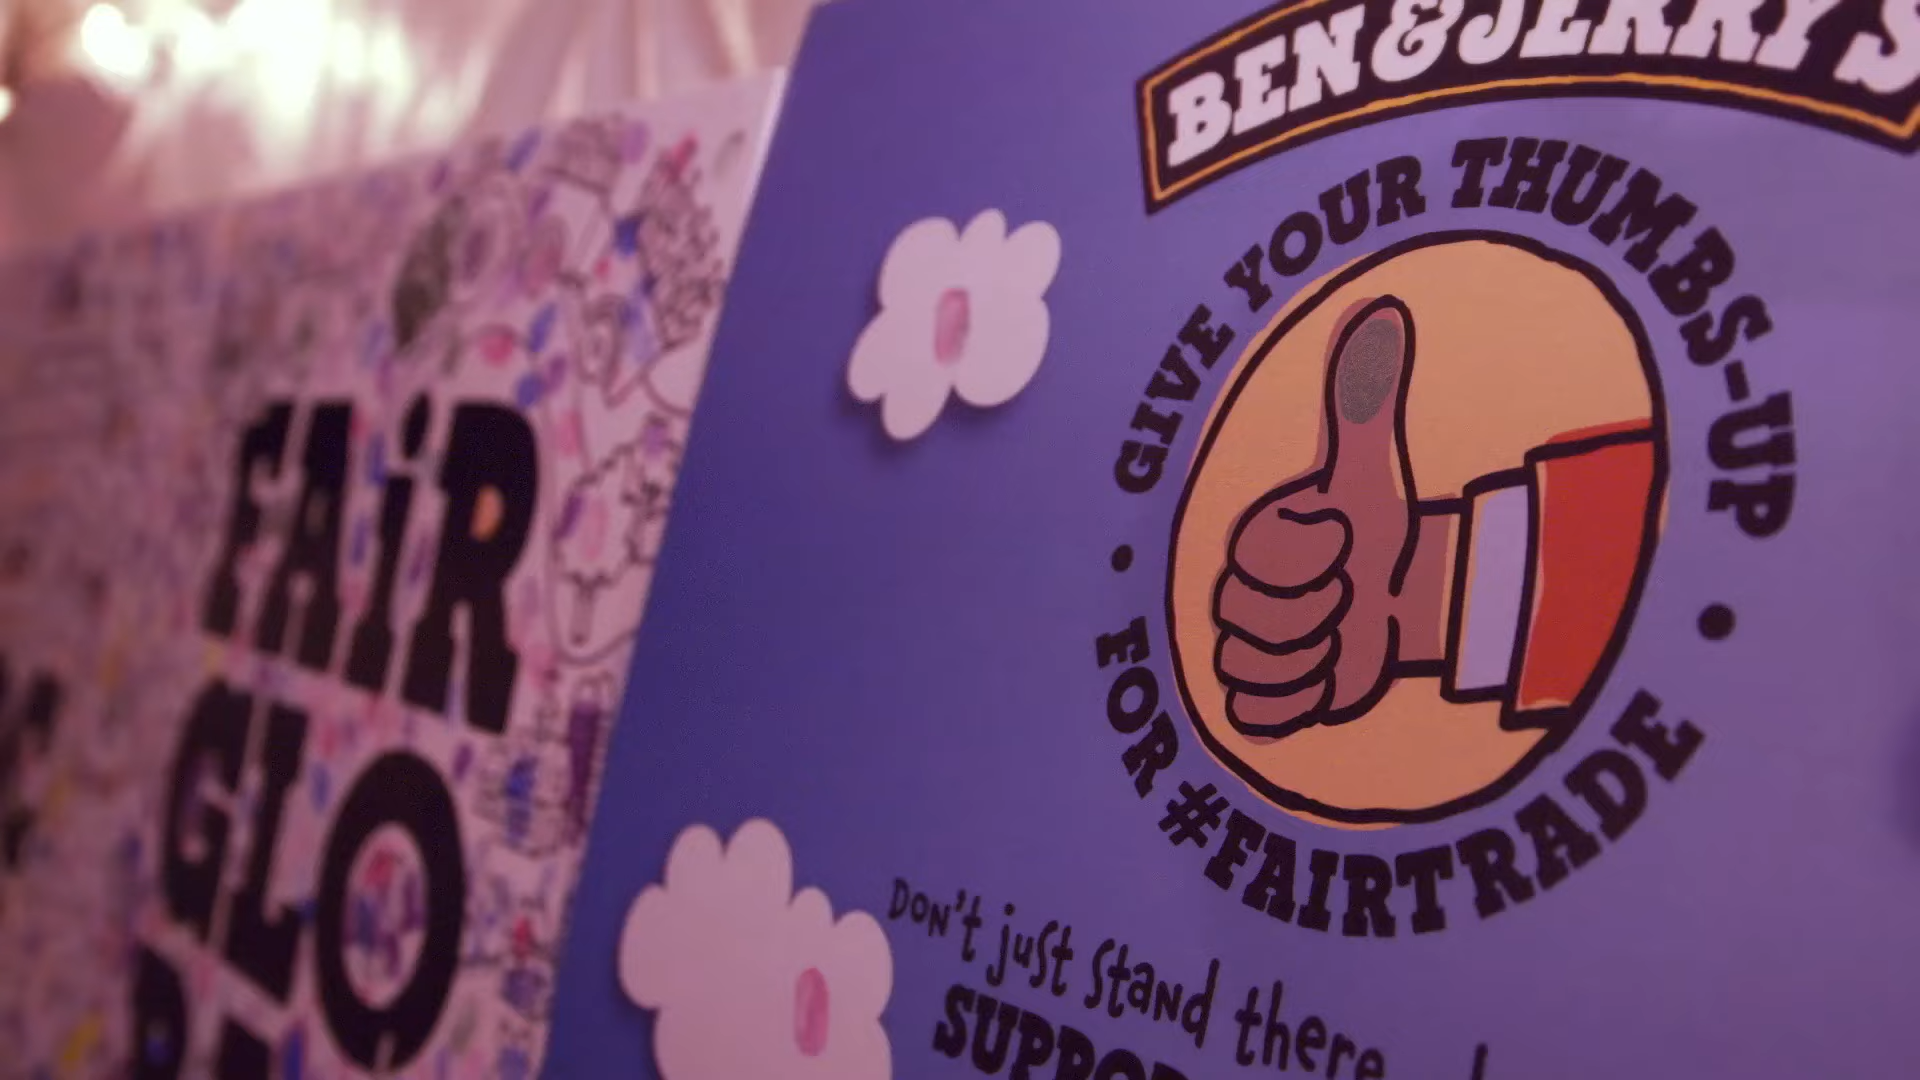 FAiR
GLO
BEN & JERRY'S
GIVE YOUR THUMBS-UP
FOR #FAIRTRADE
DON't just stand there